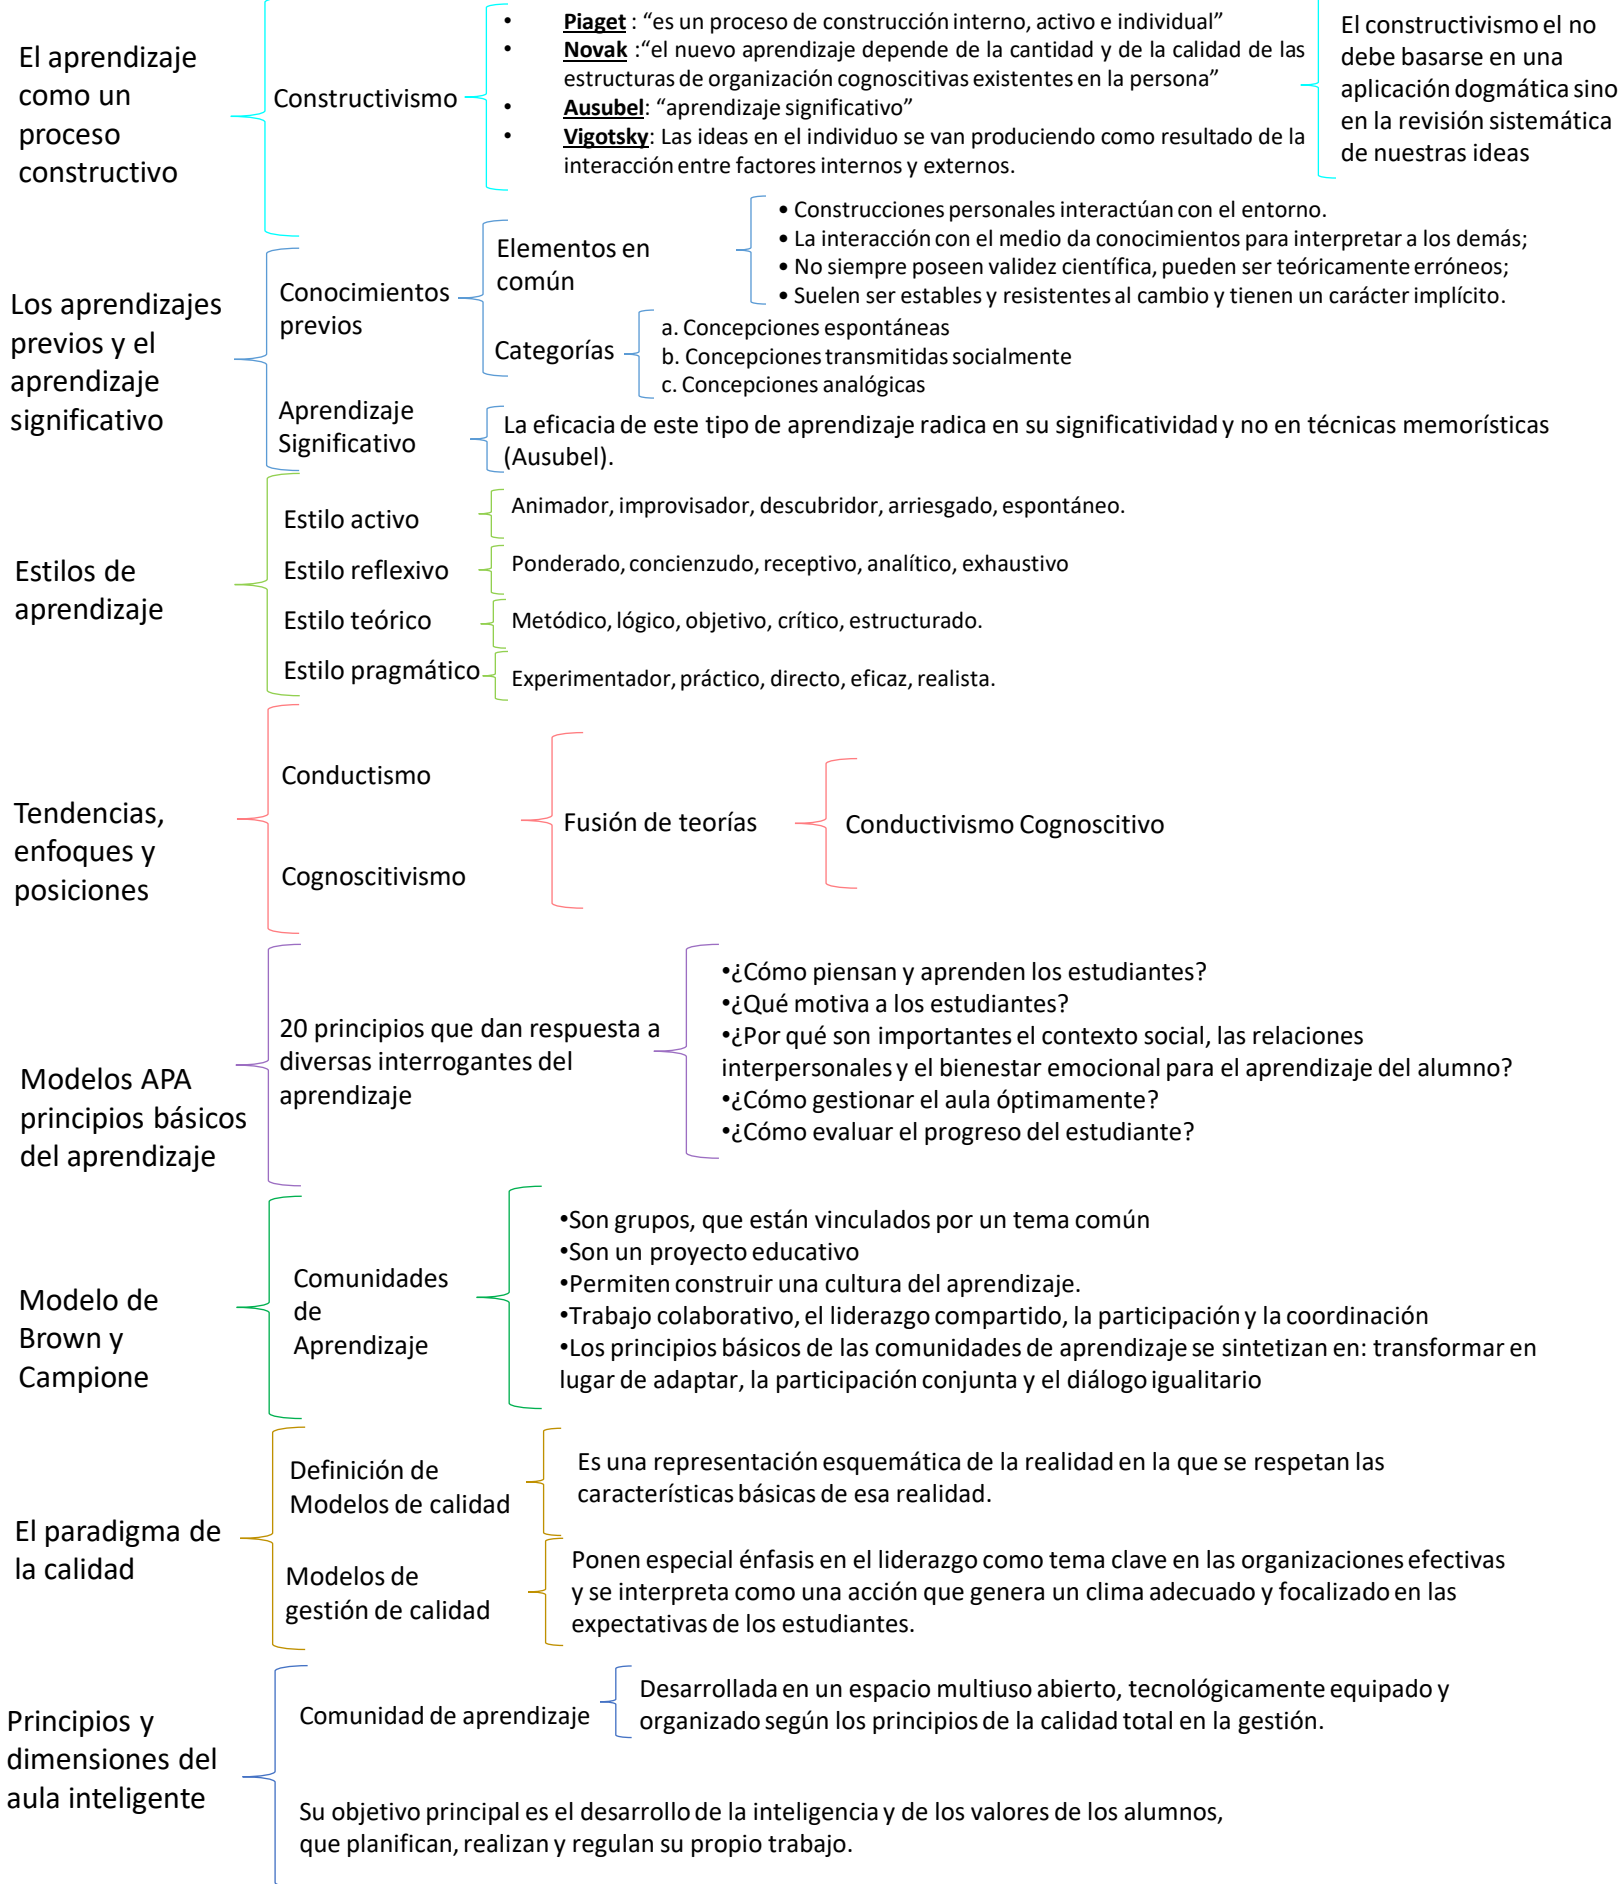 El aprendizaje
como un
proceso
constructivo
Constructivismo
• Piaget : “es un proceso de construcción interno, activo e individual”
• Novak :“el nuevo aprendizaje depende de la cantidad y de la calidad de las
estructuras de organización cognoscitivas existentes en la persona”
• Ausubel: “aprendizaje significativo”
• Vigotsky: Las ideas en el individuo se van produciendo como resultado de la
interacción entre factores internos y externos.
El constructivismo el no
debe basarse en una
aplicación dogmática sino
en la revisión sistemática
de nuestras ideas
Los aprendizajes
previos y el
aprendizaje
significativo
Conocimientos
previos
Elementos en
común
• Construcciones personales interactúan con el entorno.
• La interacción con el medio da conocimientos para interpretar a los demás;
• No siempre poseen validez científica, pueden ser teóricamente erróneos;
• Suelen ser estables y resistentes al cambio y tienen un carácter implícito.
Categorías
a. Concepciones espontáneas
b. Concepciones transmitidas socialmente
c. Concepciones analógicas
Aprendizaje
Significativo
La eficacia de este tipo de aprendizaje radica en su significatividad y no en técnicas memorísticas
(Ausubel).
Estilos de
aprendizaje
Estilo activo
Animador, improvisador, descubridor, arriesgado, espontáneo.
Estilo reflexivo
Ponderado, concienzudo, receptivo, analítico, exhaustivo
Estilo teórico
Metódico, lógico, objetivo, crítico, estructurado.
Estilo pragmático
Experimentador, práctico, directo, eficaz, realista.
Tendencias,
enfoques y
posiciones
Conductismo
Cognoscitivismo
Fusión de teorías
Conductivismo Cognoscitivo
Modelos APA
principios básicos
del aprendizaje
20 principios que dan respuesta a
diversas interrogantes del
aprendizaje
•¿Cómo piensan y aprenden los estudiantes?
•¿Qué motiva a los estudiantes?
•¿Por qué son importantes el contexto social, las relaciones
interpersonales y el bienestar emocional para el aprendizaje del alumno?
•¿Cómo gestionar el aula óptimamente?
•¿Cómo evaluar el progreso del estudiante?
Modelo de
Brown y
Campione
Comunidades
de
Aprendizaje
•Son grupos, que están vinculados por un tema común
•Son un proyecto educativo
•Permiten construir una cultura del aprendizaje.
•Trabajo colaborativo, el liderazgo compartido, la participación y la coordinación
•Los principios básicos de las comunidades de aprendizaje se sintetizan en: transformar en
lugar de adaptar, la participación conjunta y el diálogo igualitario
El paradigma de
la calidad
Definición de
Modelos de calidad
Es una representación esquemática de la realidad en la que se respetan las
características básicas de esa realidad.
Modelos de
gestión de calidad
Ponen especial énfasis en el liderazgo como tema clave en las organizaciones efectivas
y se interpreta como una acción que genera un clima adecuado y focalizado en las
expectativas de los estudiantes.
Principios y
dimensiones del
aula inteligente
Comunidad de aprendizaje
Desarrollada en un espacio multiuso abierto, tecnológicamente equipado y
organizado según los principios de la calidad total en la gestión.
Su objetivo principal es el desarrollo de la inteligencia y de los valores de los alumnos,
que planifican, realizan y regulan su propio trabajo.